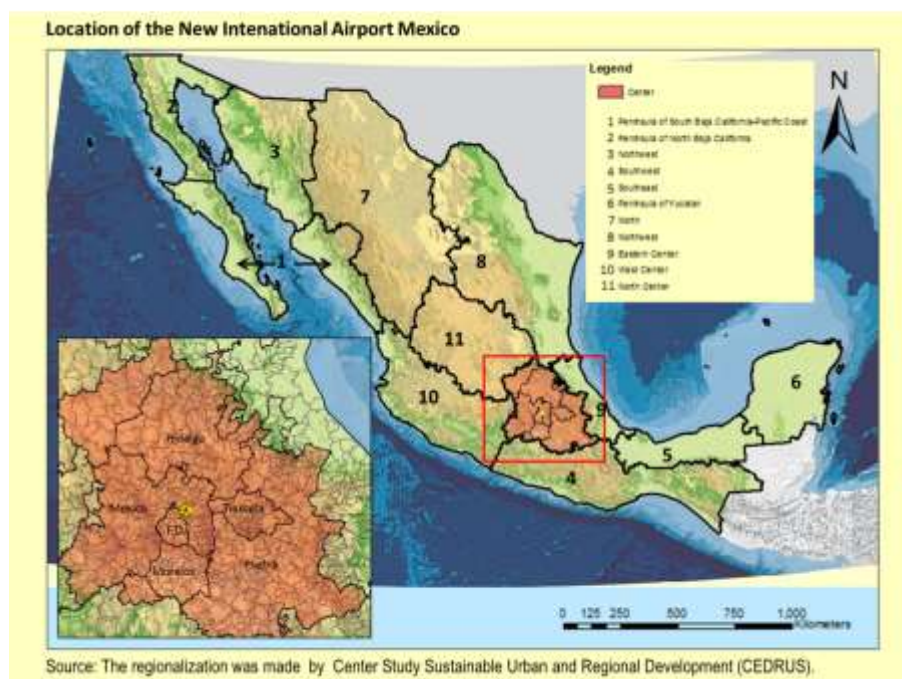 Location of the New Intenational Airport Mexico
Legend
Center
1 Peninsula of South Baja California-Pacific Coast
2 Peninsula of North Baja California
3 Northwest
4 Southwest
5 Southeast
6 Peninsula of Yucatan
7 North
8 Northwest
9 Eastern Center
10 West Center
11 North Center
N
2
3
7
8
1
11
10
6
9
5
4
Hidalgo
Mexico
Tlaxcala
F.D.
Morelos
Puebla
0 125 250 500 750 1,000
Kilometers
Source: The regionalization was made by Center Study Sustainable Urban and Regional Development (CEDRUS).